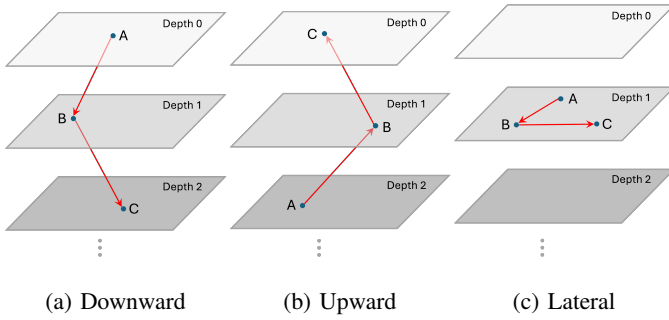 Depth 0
A
Depth 1
B
Depth 2
C
(a) Downward
Depth 0
C
Depth 1
B
Depth 2
A
(b) Upward
Depth 0
Depth 1
A
B
C
Depth 2
(c) Lateral